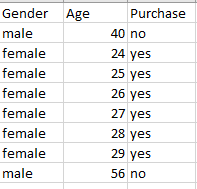 Gender Age Purchase
male 40 no
female 24 yes
female 25 yes
female 26 yes
female 27 yes
female 28 yes
female 29 yes
male 56 no